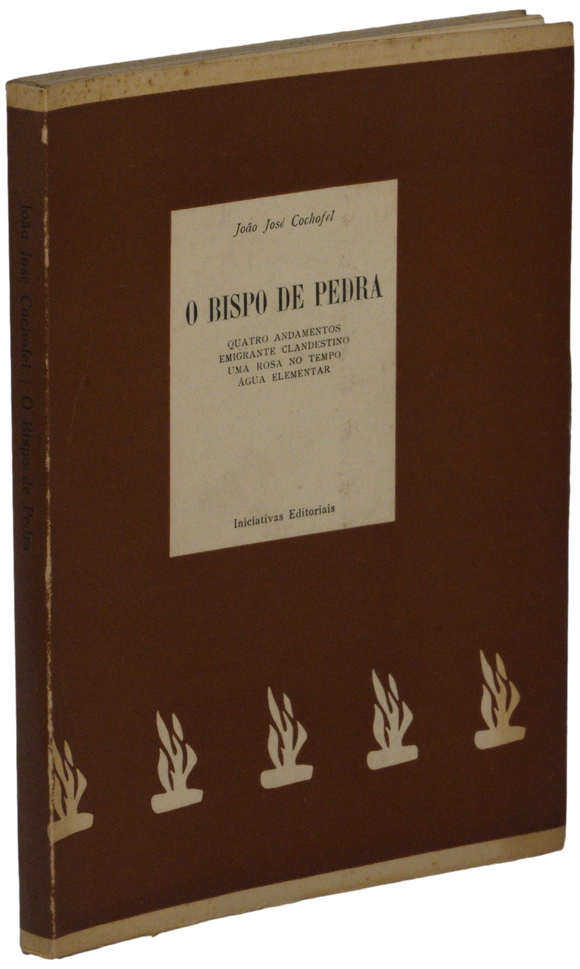 João José Cochofel
O BISPO DE PEDRA
QUATRO ANDAMENTOS
EMIGRANTE CLANDESTINO
UMA ROSA NO TEMPO
ÁGUA ELEMENTAR
Iniciativas Editoriais
João José Cochofel | O Bispo de Pedra